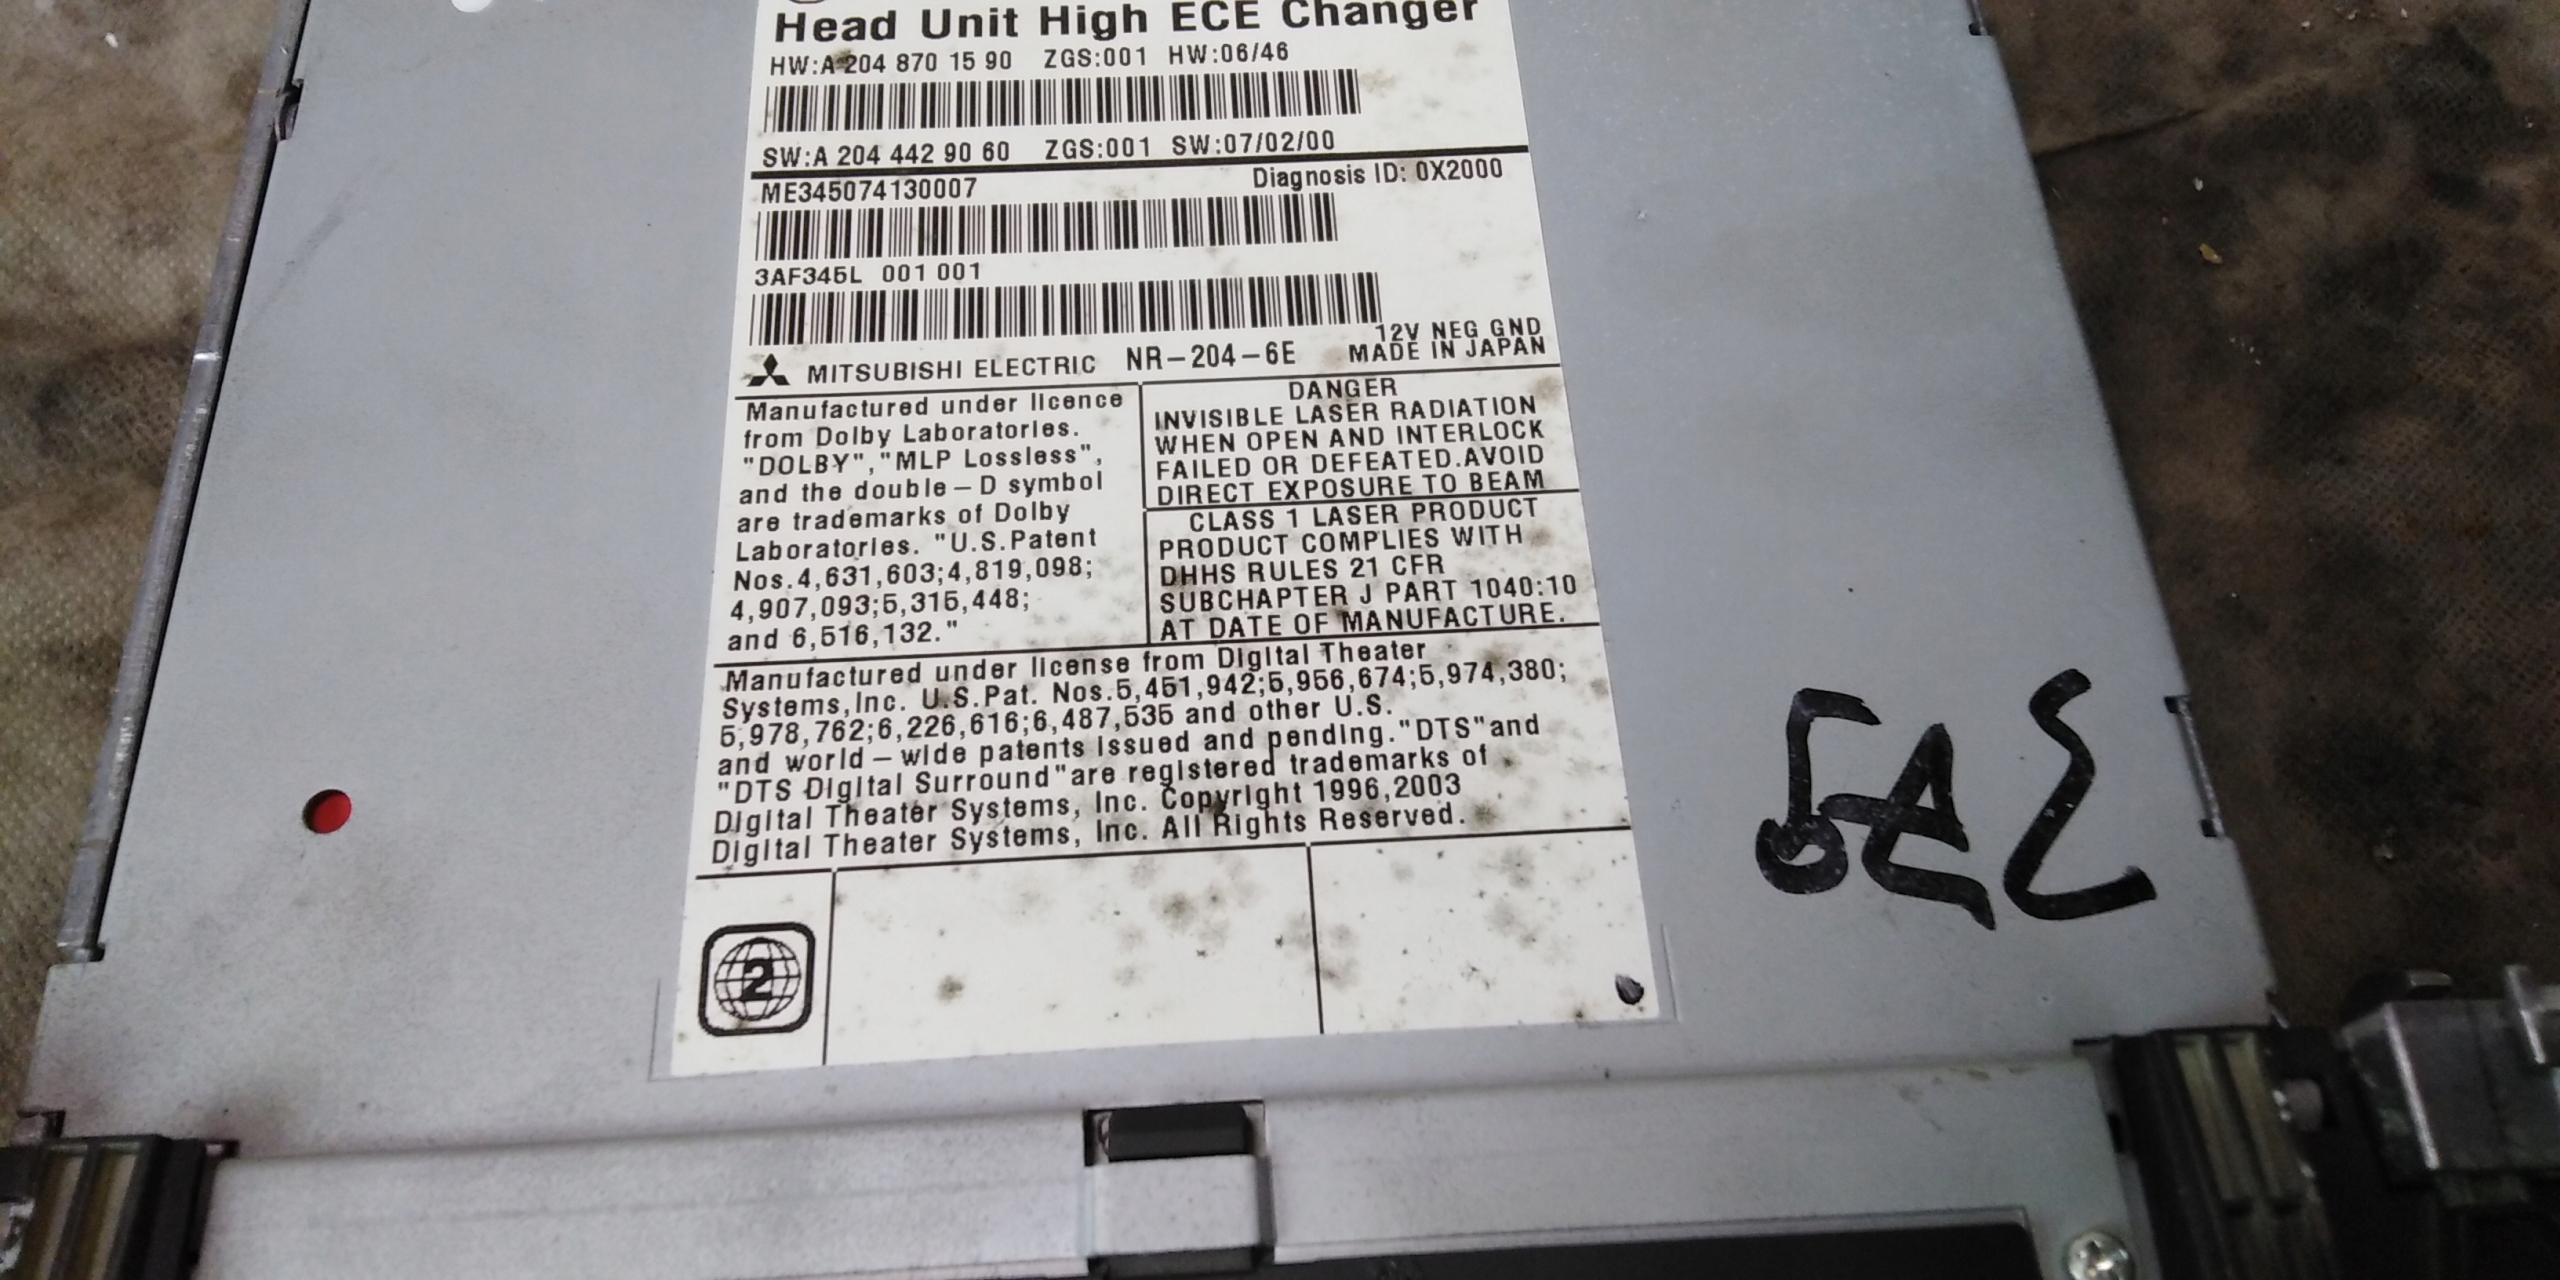 Head Unit High ECE Changer
HW:A 204 870 15 90 ZGS:001 HW:06/46
SW:A 204 442 90 60 ZGS:001 SW:07/02/00
ME345074130007 Diagnosis ID: 0X2000
3AF345L 001 001
12V NEG GND
MITSUBISHI ELECTRIC NR-204-6E MADE IN JAPAN
Manufactured under licence
from Dolby Laboratories.
"DOLBY","MLP Lossless",
and the double-D symbol
are trademarks of Dolby
Laboratories. "U.S.Patent
Nos.4,631,603;4,819,098;
4,907,093;5,315,448;
and 6,516,132."
DANGER
INVISIBLE LASER RADIATION
WHEN OPEN AND INTERLOCK
FAILED OR DEFEATED.AVOID
DIRECT EXPOSURE TO BEAM
CLASS 1 LASER PRODUCT
PRODUCT COMPLIES WITH
DHHS RULES 21 CFR
SUBCHAPTER J PART 1040:10
AT DATE OF MANUFACTURE.
Manufactured under license from Digital Theater
Systems,Inc. U.S.Pat. Nos.5,451,942;5,956,674;5,974,380;
5,978,762;6,226,616;6,487,535 and other U.S.
and world-wide patents issued and pending."DTS"and
"DTS Digital Surround"are registered trademarks of
Digital Theater Systems, Inc. Copyright 1996,2003
Digital Theater Systems, Inc. All Rights Reserved.
2